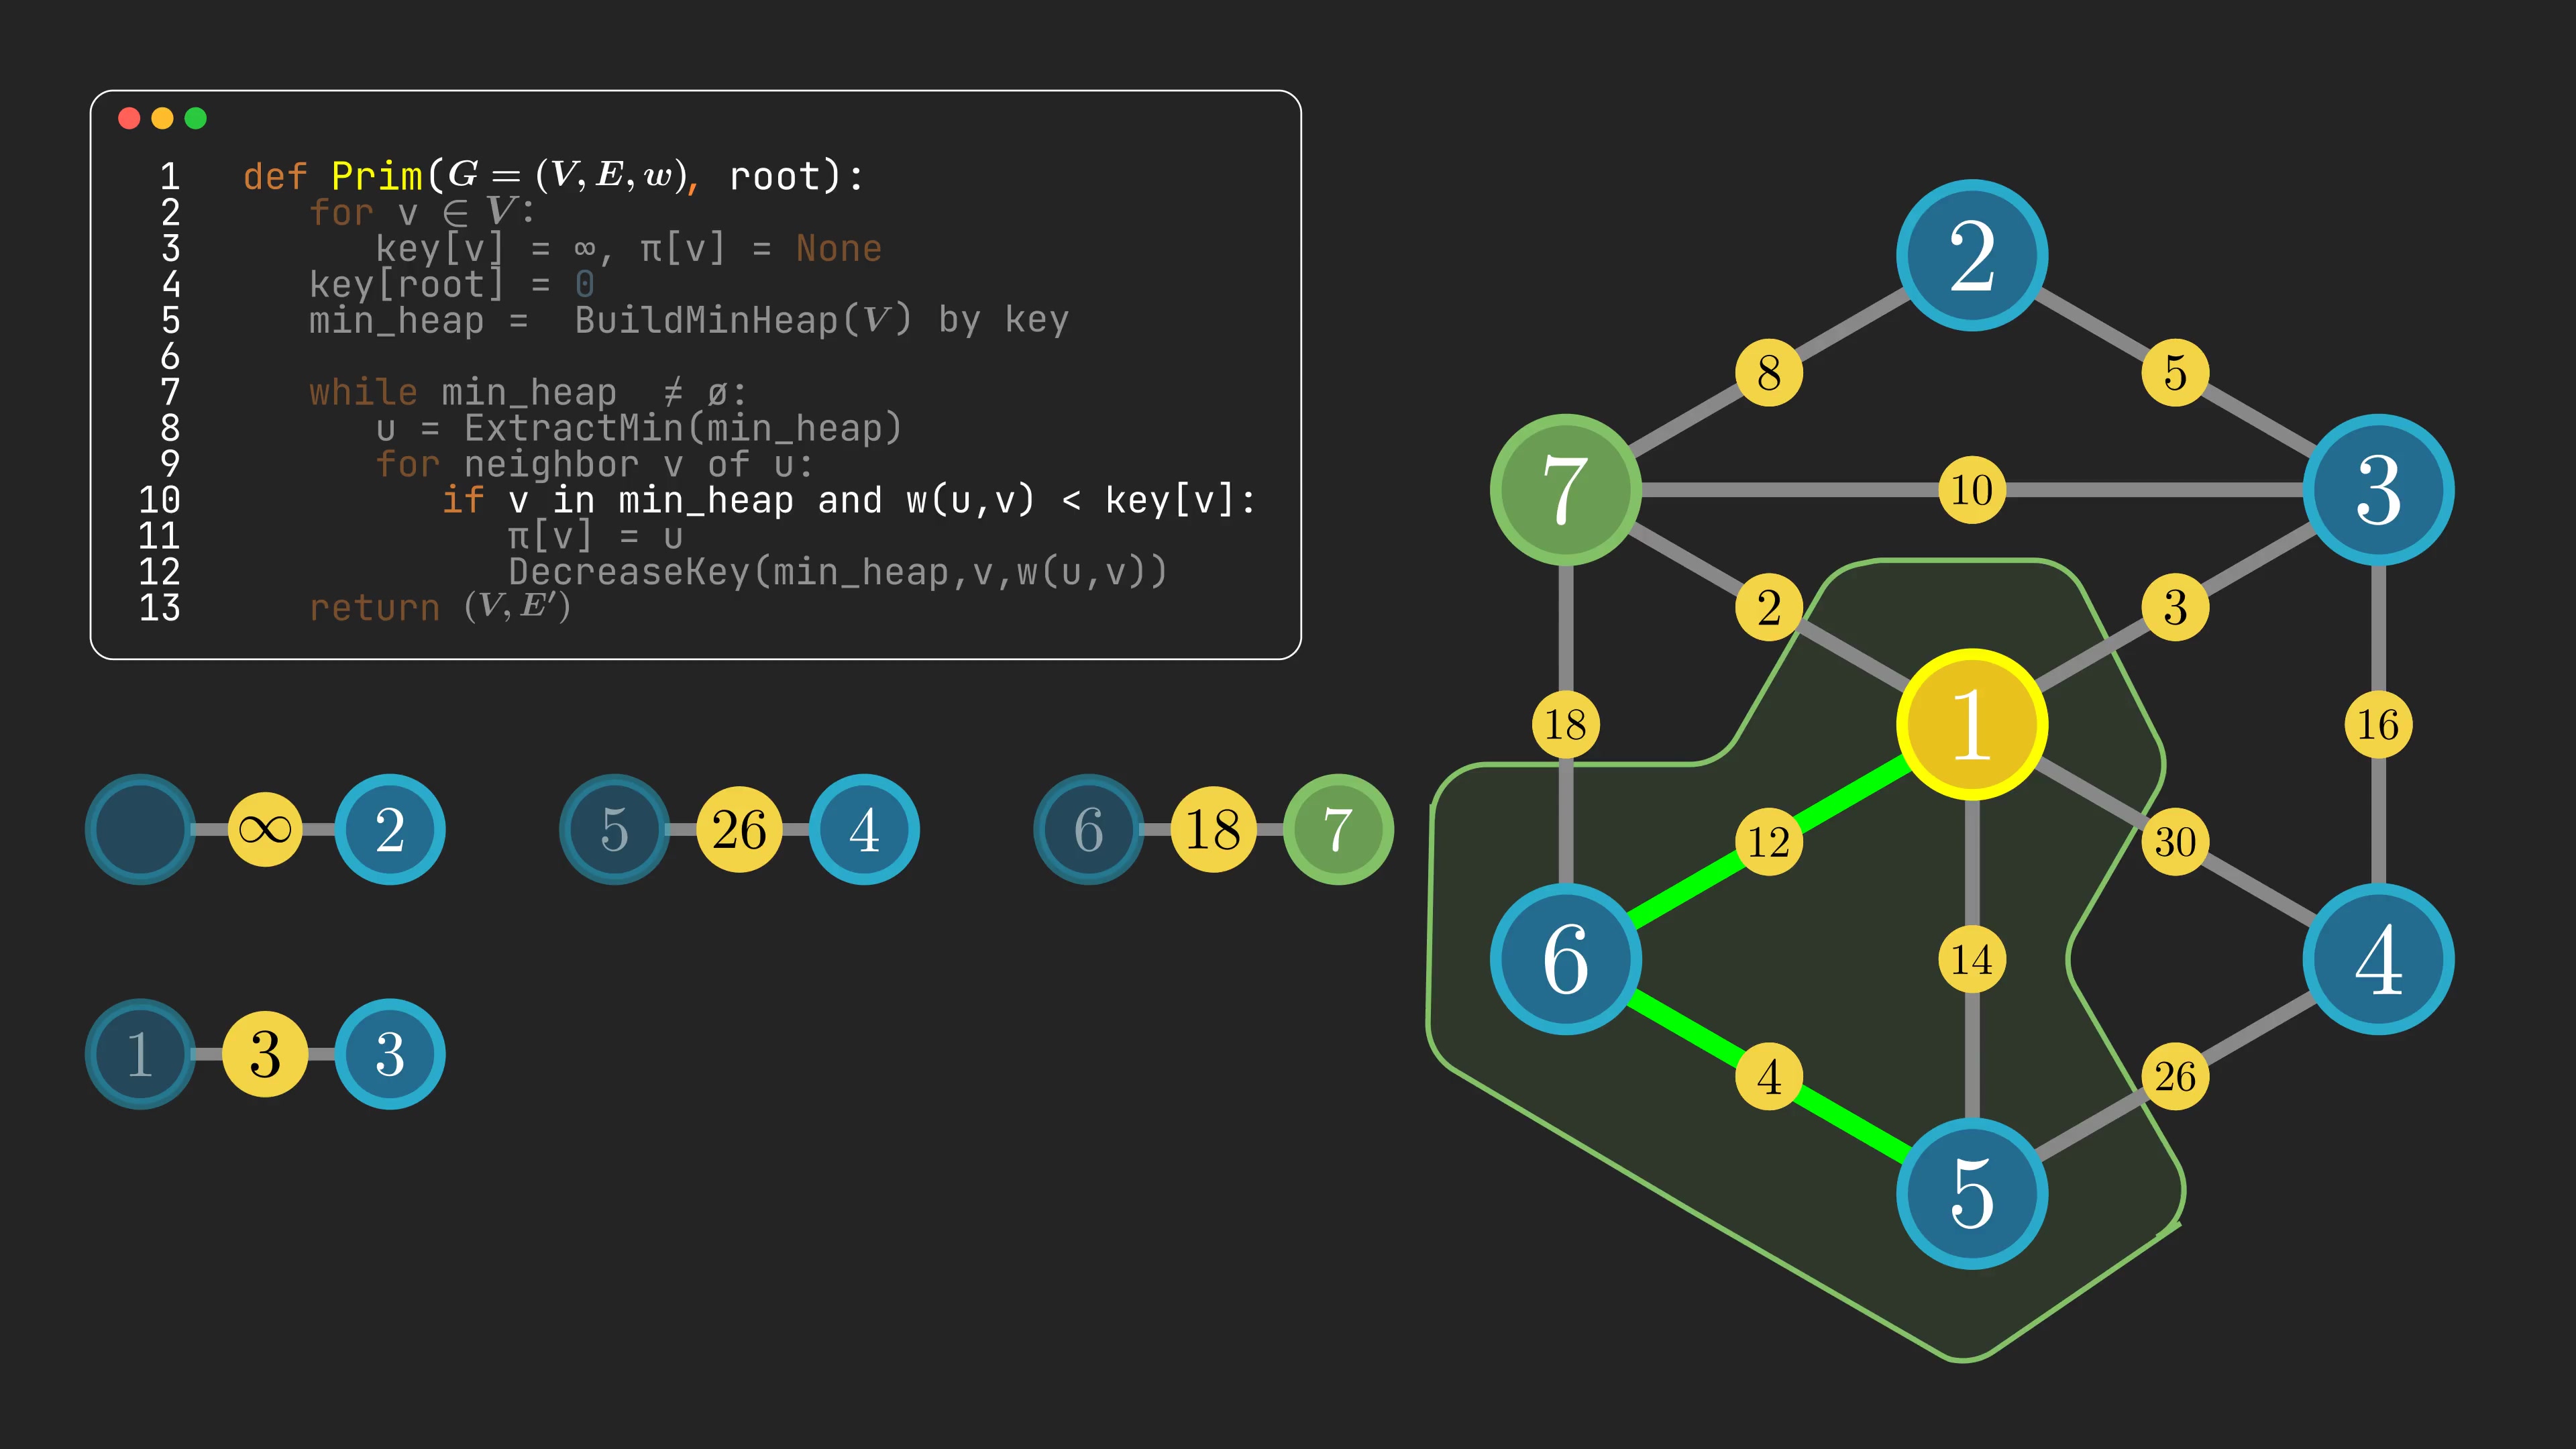 1 def Prim(G = (V, E, w), root):
2 for v ∈ V:
3 key[v] = ∞, π[v] = None
4 key[root] = 0
5 min_heap = BuildMinHeap(V) by key
6
7 while min_heap ≠ ø:
8 u = ExtractMin(min_heap)
9 for neighbor v of u:
10 if v in min_heap and w(u,v) < key[v]:
11 π[v] = u
12 DecreaseKey(min_heap,v,w(u,v))
13 return (V, E′)
∞ 2
5 26 4
6 18 7
1 3 3
2
8 5
7 10 3
2 3
18 1 16
12 30
6 14 4
4 26
5